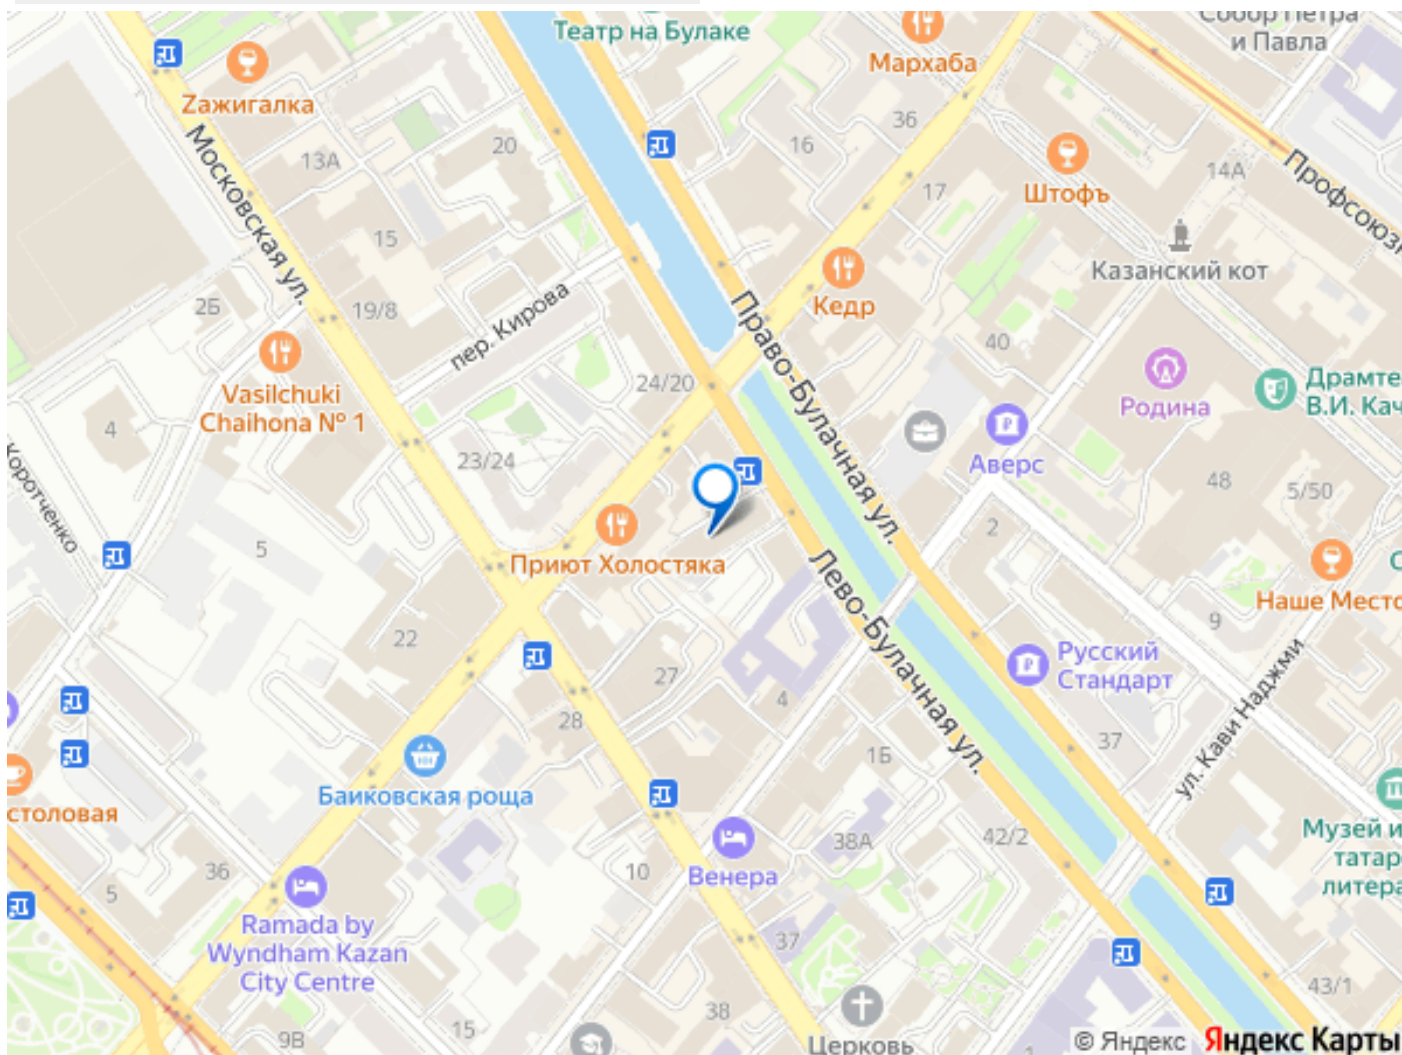 Собор Петра
и Павла
Театр на Булаке
Мархаба
Zажигалка
36
16
20
13А
Московская ул.
Штофъ
17
14А
Профсоюзн
15
Казанский кот
2Б
19/8
пер. Кирова
Кедр
Право-Булачная ул.
40
Vasilchuki
Chaihona № 1
24/20
Родина
Драмте
В.И. Кач
4
Коротченко
23/24
Аверс
48
5/50
5
2
Приют Холостяка
Лево-Булачная ул.
Наше Место
С
9
22
27
4
Русский
Стандарт
ул. Кави Наджми
28
37
1Б
Баиковская роща
столовая
38А
42/2
Музей и
татар
литера
36
5
10
Венера
Ramada by
Wyndham Kazan
City Centre
37
43/1
9В
15
38
Церковь
© Яндекс Яндекс Карты